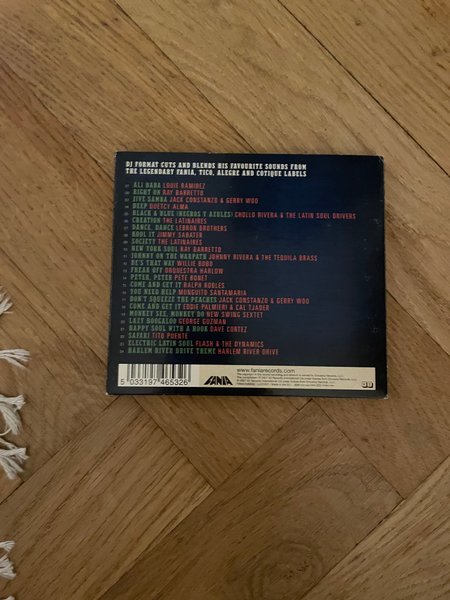 DJ FORMAT CUTS AND BLENDS HIS FAVOURITE SOUNDS FROM
THE LEGENDARY FANIA, TICO, ALEGRE AND COTIQUE LABELS
ALI BABA LOUIE RAMIREZ
RIGHT ON RAY BARRETTO
JIVE SAMBA JACK CONSTANZO & GERRY WOO
DEEP QUETCY ALMA
BLACK & BLUE (NEGROS Y AZULES) CHOLLO RIVERA & THE LATIN SOUL DRIVERS
CREATION THE LATINAIRES
DANCE, DANCE LEBRON BROTHERS
KOOL IT JIMMY SABATER
SOCIETY THE LATINAIRES
NEW YORK SOUL RAY BARRETTO
JOHNNY ON THE WARPATH JOHNNY RIVERA & THE TEQUILA BRASS
HE'S THAT WAY WILLIE BOBO
FREAK OFF ORQUESTRA HARLOW
PETER, PETER PETE BONET
COME AND GET IT RALPH ROBLES
YOU NEED HELP MONGUITO SANTAMARIA
DON'T SQUEEZE THE PEACHES JACK CONSTANZO & GERRY WOO
COME AND GET IT EDDIE PALMIERI & CAL TJADER
MONKEY SEE, MONKEY DO NEW SWING SEXTET
LAZY BOOGALOO GEORGE GUZMAN
HAPPY SOUL WITH A HOOK DAVE CORTEZ
SAFARI TITO PUENTE
ELECTRIC LATIN SOUL FLASH & THE DYNAMICS
HARLEM RIVER DRIVE THEME HARLEM RIVER DRIVE
www.faniarecords.com
5 033197 465326
FANIA